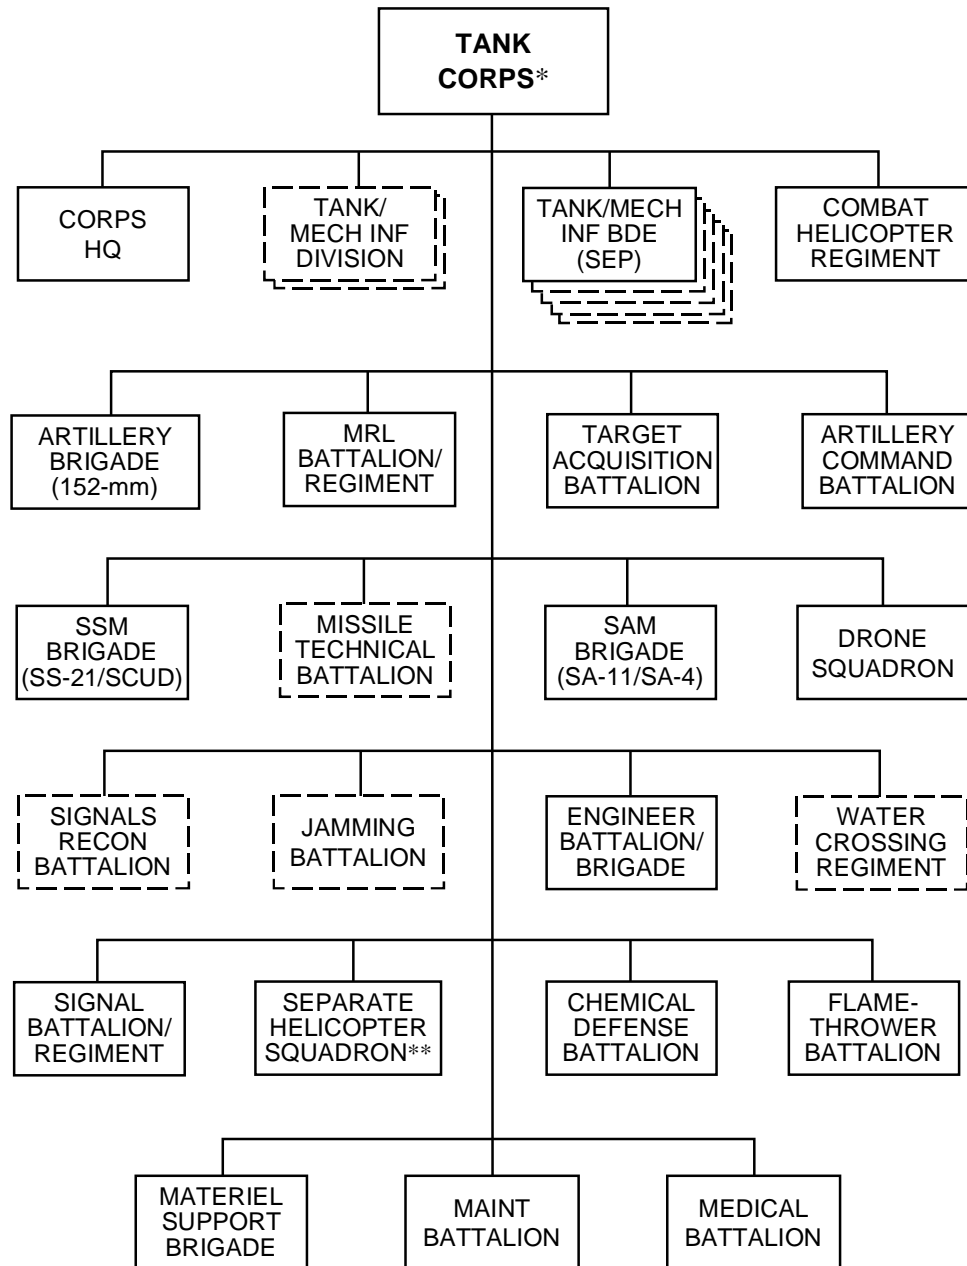 TANK
CORPS*
CORPS
HQ
TANK/
MECH INF
DIVISION
TANK/MECH
INF BDE
(SEP)
COMBAT
HELICOPTER
REGIMENT
ARTILLERY
BRIGADE
(152-mm)
MRL
BATTALION/
REGIMENT
TARGET
ACQUISITION
BATTALION
ARTILLERY
COMMAND
BATTALION
SSM
BRIGADE
(SS-21/SCUD)
MISSILE
TECHNICAL
BATTALION
SAM
BRIGADE
(SA-11/SA-4)
DRONE
SQUADRON
SIGNALS
RECON
BATTALION
JAMMING
BATTALION
ENGINEER
BATTALION/
BRIGADE
WATER
CROSSING
REGIMENT
SIGNAL
BATTALION/
REGIMENT
SEPARATE
HELICOPTER
SQUADRON**
CHEMICAL
DEFENSE
BATTALION
FLAME-
THROWER
BATTALION
MATERIEL
SUPPORT
BRIGADE
MAINT
BATTALION
MEDICAL
BATTALION